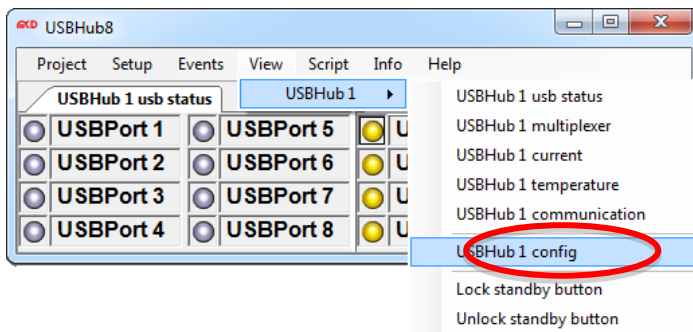 GKD USBHub8
Project Setup Events View Script Info Help
USBHub 1 usb status
USBHub 1
USBPort 1 USBPort 5 U
USBPort 2 USBPort 6 U
USBPort 3 USBPort 7 U
USBPort 4 USBPort 8 U
USBHub 1 usb status
USBHub 1 multiplexer
USBHub 1 current
USBHub 1 temperature
USBHub 1 communication
USBHub 1 config
Lock standby button
Unlock standby button